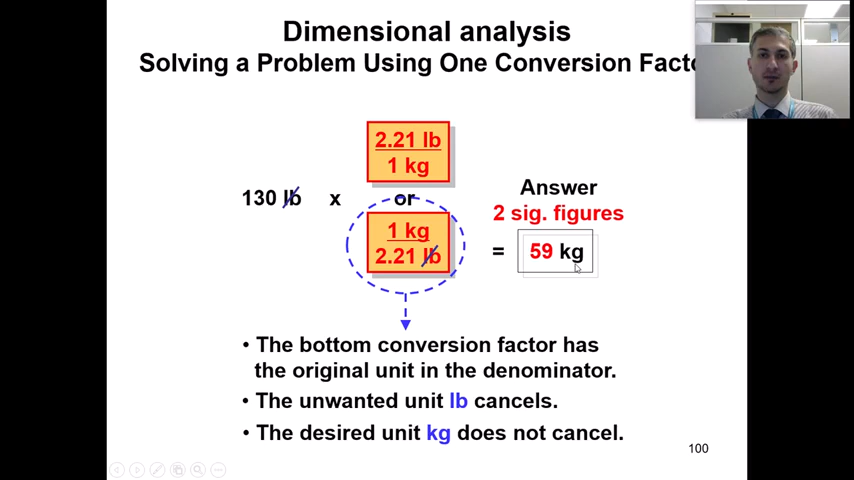 Dimensional analysis
Solving a Problem Using One Conversion Facto
2.21 lb
1 kg
130 lb x or
1 kg
2.21 lb
Answer
2 sig. figures
= 59 kg
• The bottom conversion factor has
the original unit in the denominator.
• The unwanted unit lb cancels.
• The desired unit kg does not cancel.
100